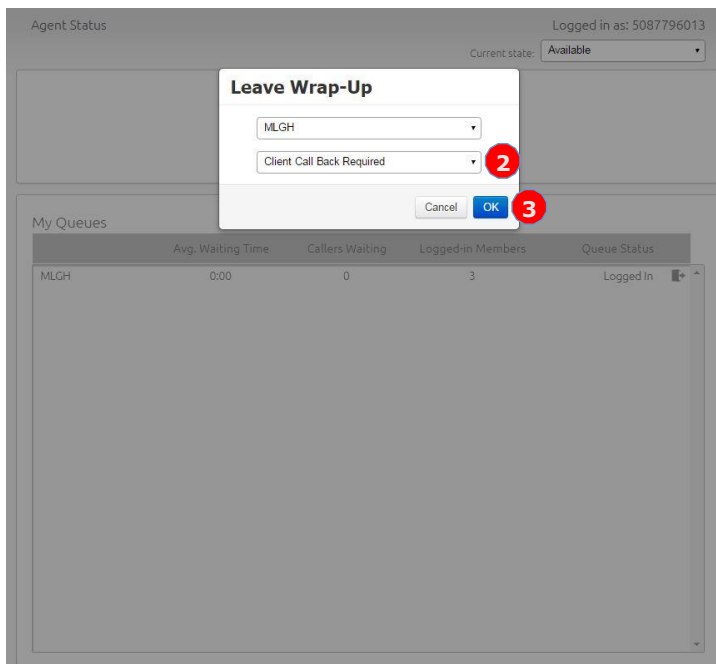 Agent Status
Logged in as: 5087796013
Current state: Available
Leave Wrap-Up
MLGH
Client Call Back Required
2
Cancel OK 3
My Queues
Avg. Waiting Time Callers Waiting Logged-in Members Queue Status
MLGH 0:00 0 3 Logged In